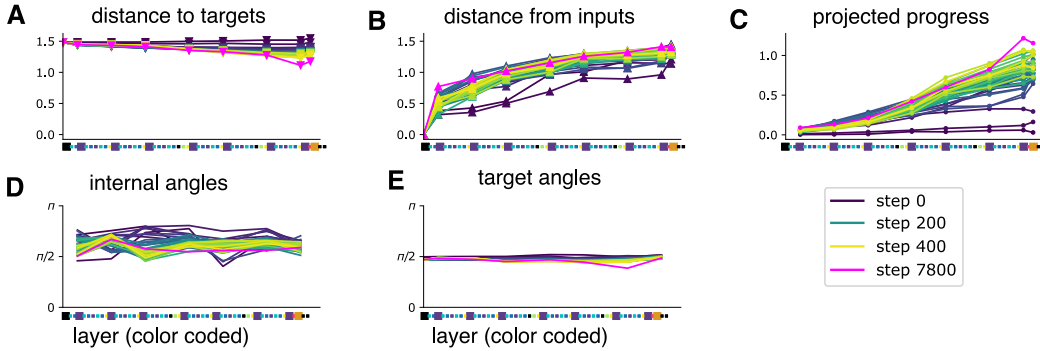 A distance to targets
1.5
1.0
0.5
0.0
B distance from inputs
1.5
1.0
0.5
0.0
C projected progress
1.0
0.5
0.0
D internal angles
π
π/2
0
layer (color coded)
E target angles
π
π/2
0
layer (color coded)
step 0
step 200
step 400
step 7800